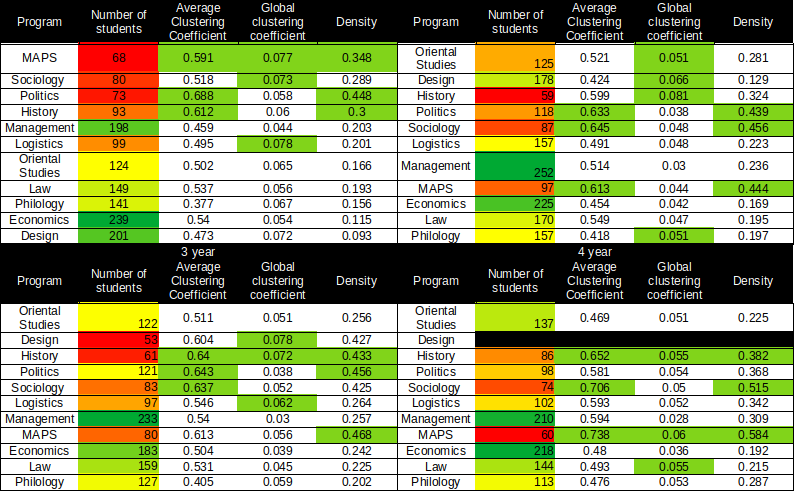 Program Number of students Average Clustering Coefficient Global clustering coefficient Density
MAPS 68 0.591 0.077 0.348
Sociology 80 0.518 0.073 0.289
Politics 73 0.688 0.058 0.448
History 93 0.612 0.06 0.3
Management 198 0.459 0.044 0.203
Logistics 99 0.495 0.078 0.201
Oriental Studies 124 0.502 0.065 0.166
Law 149 0.537 0.056 0.193
Philology 141 0.377 0.067 0.156
Economics 239 0.54 0.054 0.115
Design 201 0.473 0.072 0.093
Program Number of students Average Clustering Coefficient Global clustering coefficient Density
Oriental Studies 125 0.521 0.051 0.281
Design 178 0.424 0.066 0.129
History 59 0.599 0.081 0.324
Politics 118 0.633 0.038 0.439
Sociology 87 0.645 0.048 0.456
Logistics 157 0.491 0.048 0.223
Management 252 0.514 0.03 0.236
MAPS 97 0.613 0.044 0.444
Economics 225 0.454 0.042 0.169
Law 170 0.549 0.047 0.195
Philology 157 0.418 0.051 0.197
3 year
Program Number of students Average Clustering Coefficient Global clustering coefficient Density
Oriental Studies 122 0.511 0.051 0.256
Design 53 0.604 0.078 0.427
History 61 0.64 0.072 0.433
Politics 121 0.643 0.038 0.456
Sociology 83 0.637 0.052 0.425
Logistics 97 0.546 0.062 0.264
Management 233 0.54 0.03 0.257
MAPS 80 0.613 0.056 0.468
Economics 183 0.504 0.039 0.242
Law 159 0.531 0.045 0.225
Philology 127 0.405 0.059 0.202
4 year
Program Number of students Average Clustering Coefficient Global clustering coefficient Density
Oriental Studies 137 0.469 0.051 0.225
Design
History 86 0.652 0.055 0.382
Politics 98 0.581 0.054 0.368
Sociology 74 0.706 0.05 0.515
Logistics 102 0.593 0.052 0.342
Management 210 0.594 0.028 0.309
MAPS 60 0.738 0.06 0.584
Economics 218 0.48 0.036 0.192
Law 144 0.493 0.055 0.215
Philology 113 0.476 0.053 0.287